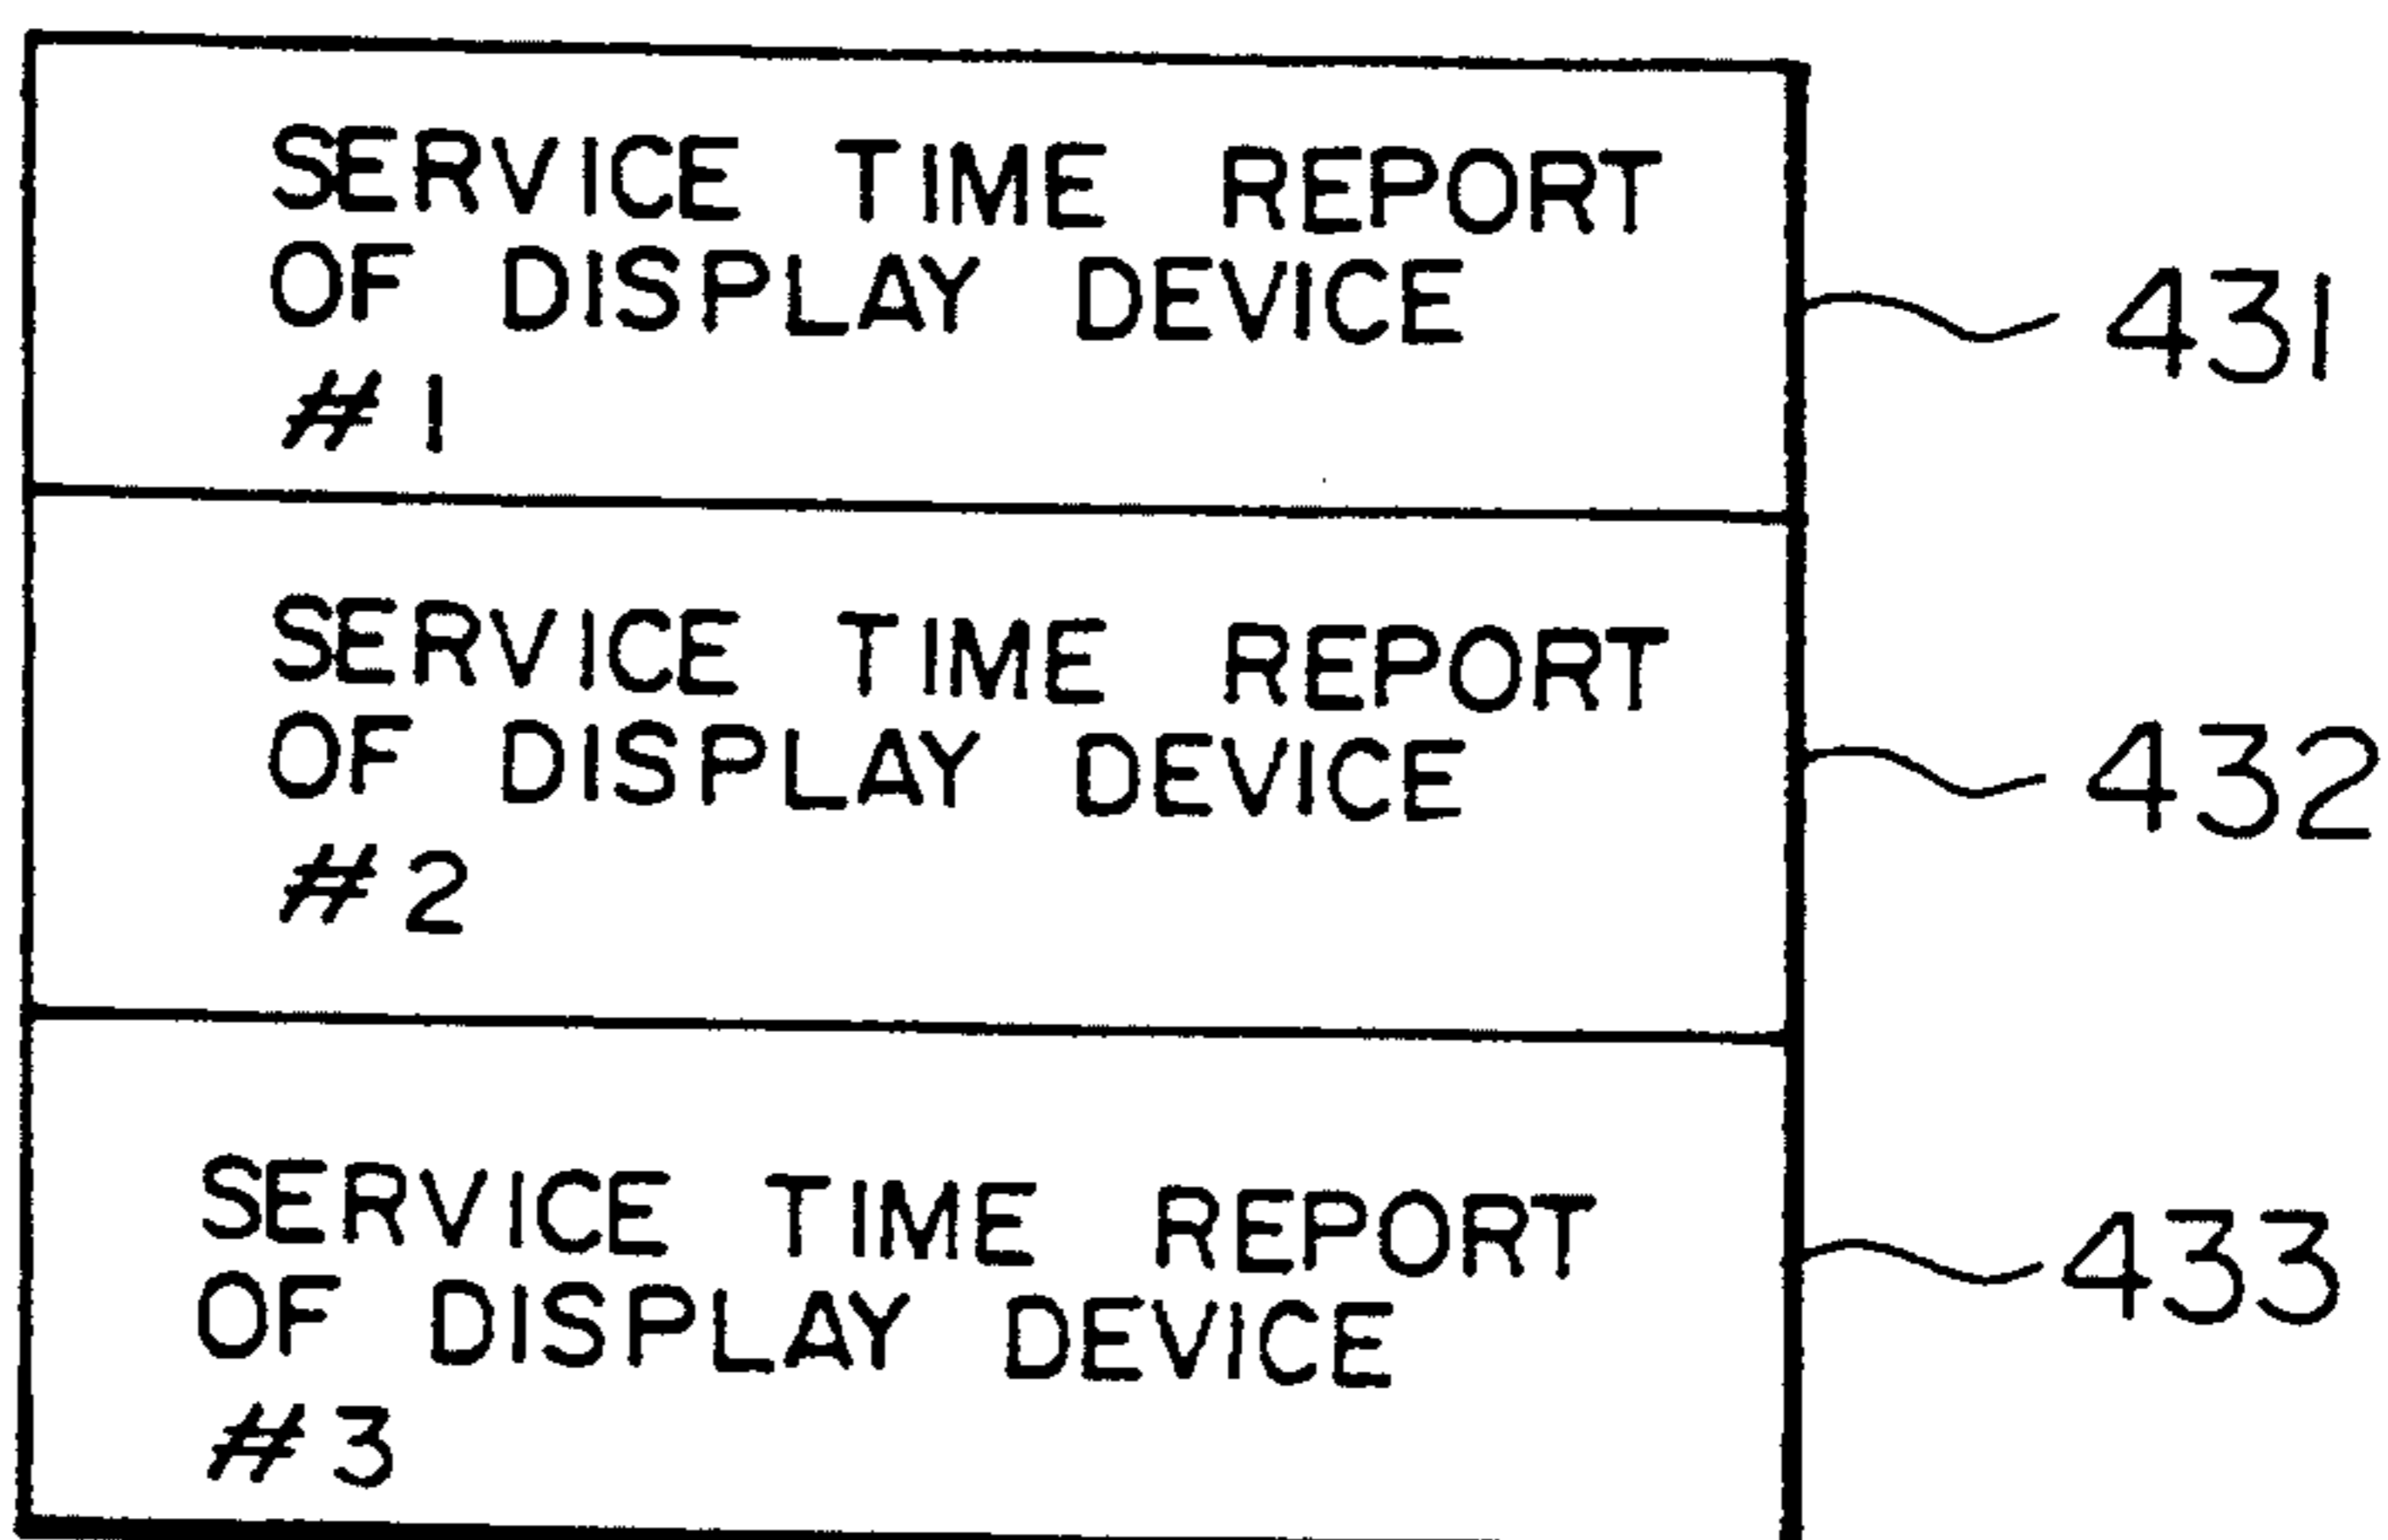 SERVICE TIME REPORT
OF DISPLAY DEVICE
#1
431
SERVICE TIME REPORT
OF DISPLAY DEVICE
#2
432
SERVICE TIME REPORT
OF DISPLAY DEVICE
#3
433